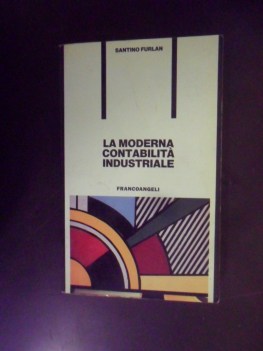 SANTINO FURLAN
LA MODERNA
CONTABILITÀ
INDUSTRIALE
FRANCOANGELI